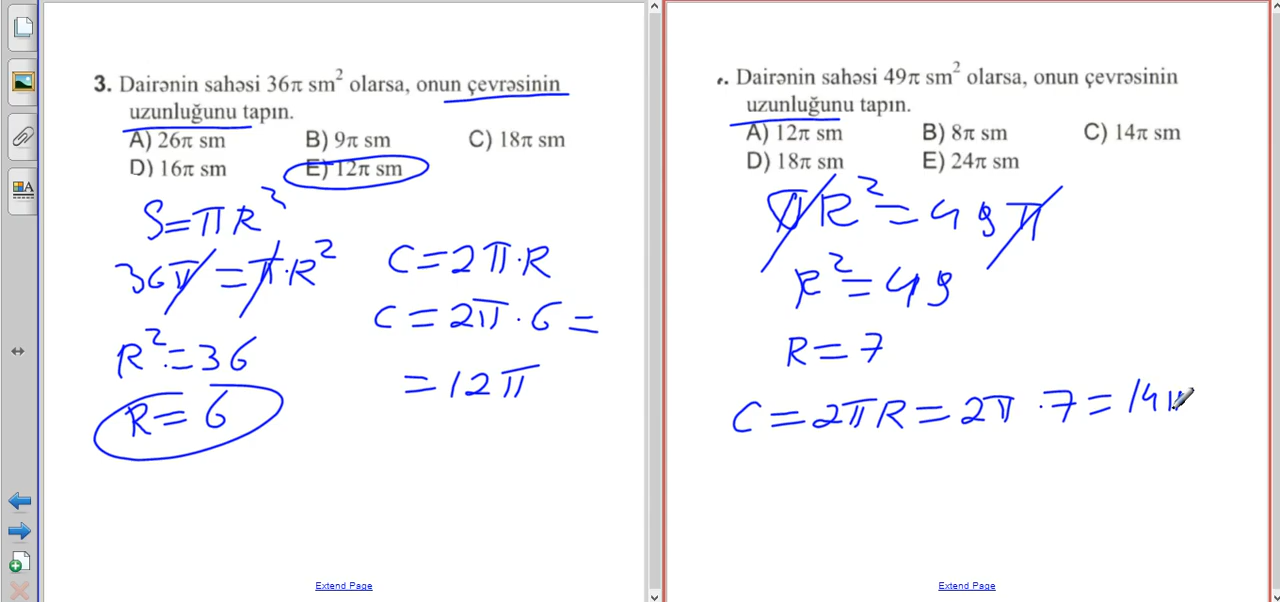 3. Dairənin sahəsi 36π sm² olarsa, onun çevrəsinin
uzunluğunu tapın.
A) 26π sm B) 9π sm C) 18π sm
D) 16π sm E) 12π sm
S=πR²
36π=π·R²
R²=36
R=6
C=2π·R
C=2π·6=
=12π
Extend Page
Dairənin sahəsi 49π sm² olarsa, onun çevrəsinin
uzunluğunu tapın.
A) 12π sm B) 8π sm C) 14π sm
D) 18π sm E) 24π sm
πR²=49π
R²=49
R=7
C=2πR=2π·7=14π
Extend Page